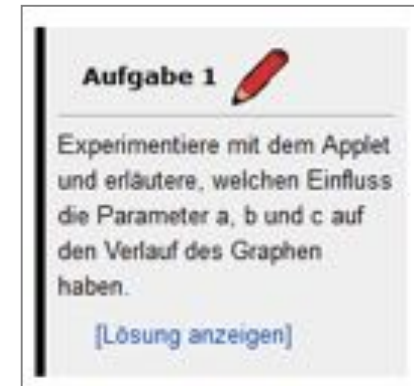 Aufgabe 1
Experimentiere mit dem Applet
und erläutere, welchen Einfluss
die Parameter a, b und c auf
den Verlauf des Graphen
haben.
[Lösung anzeigen]